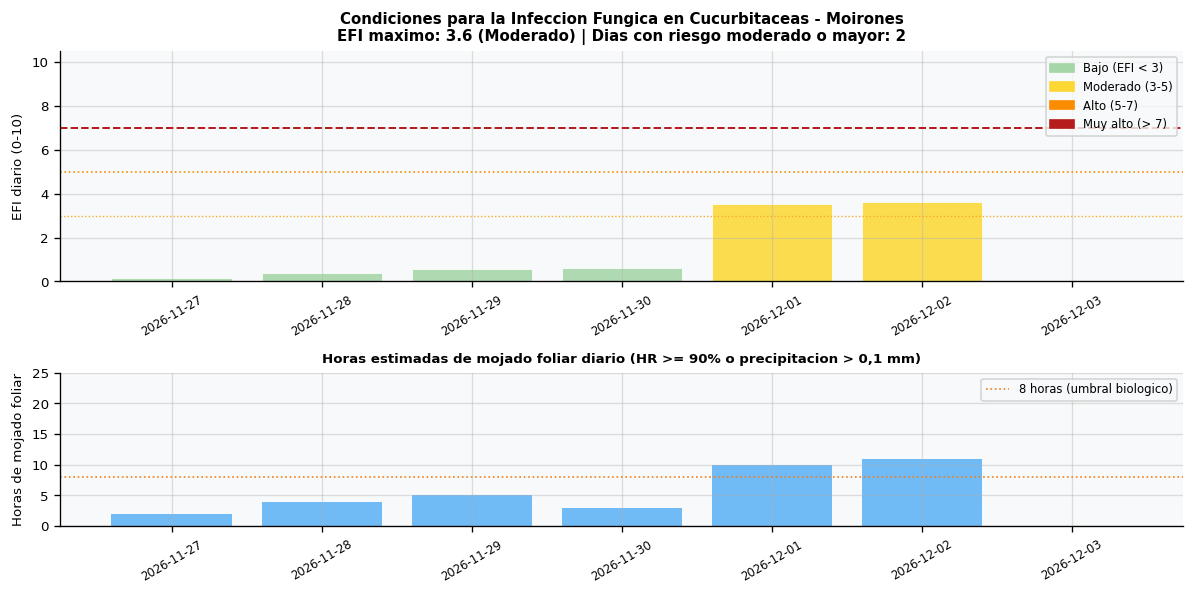 Condiciones para la Infeccion Fungica en Cucurbitaceas - Moirones
EFI maximo: 3.6 (Moderado) | Dias con riesgo moderado o mayor: 2
EFI diario (0-10)
10
8
6
4
2
0
Bajo (EFI < 3)
Moderado (3-5)
Alto (5-7)
Muy alto (> 7)
2026-11-27
2026-11-28
2026-11-29
2026-11-30
2026-12-01
2026-12-02
2026-12-03
Horas estimadas de mojado foliar diario (HR >= 90% o precipitacion > 0,1 mm)
Horas de mojado foliar
25
20
15
10
5
0
8 horas (umbral biologico)
2026-11-27
2026-11-28
2026-11-29
2026-11-30
2026-12-01
2026-12-02
2026-12-03